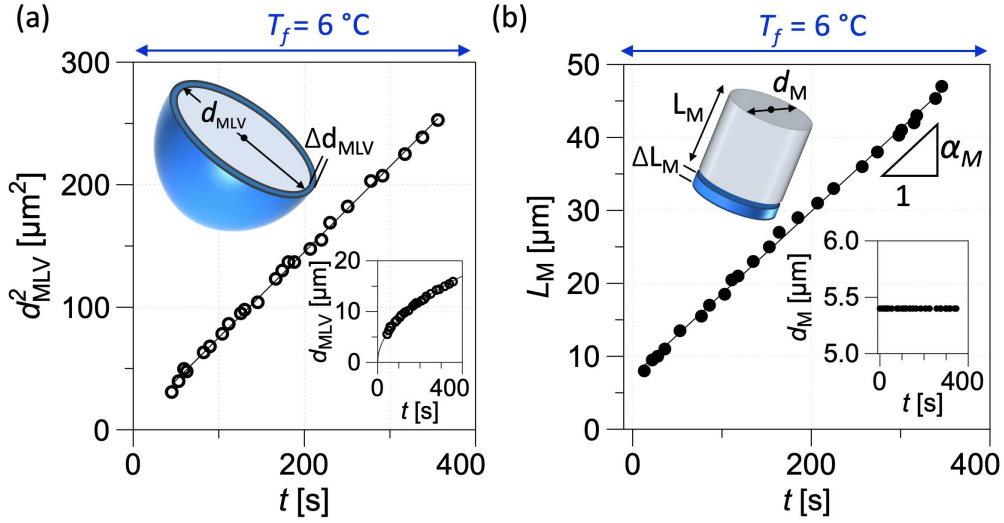 (a)
T_f = 6 °C
300
200
100
0
d²_MLV [μm²]
d_MLV
Δd_MLV
20
10
0
d_MLV [μm]
0
400
t [s]
0
200
400
t [s]
(b)
T_f = 6 °C
50
40
30
20
10
0
L_M [μm]
d_M
L_M
ΔL_M
α_M
1
6.0
5.5
5.0
d_M [μm]
0
400
t [s]
0
200
400
t [s]